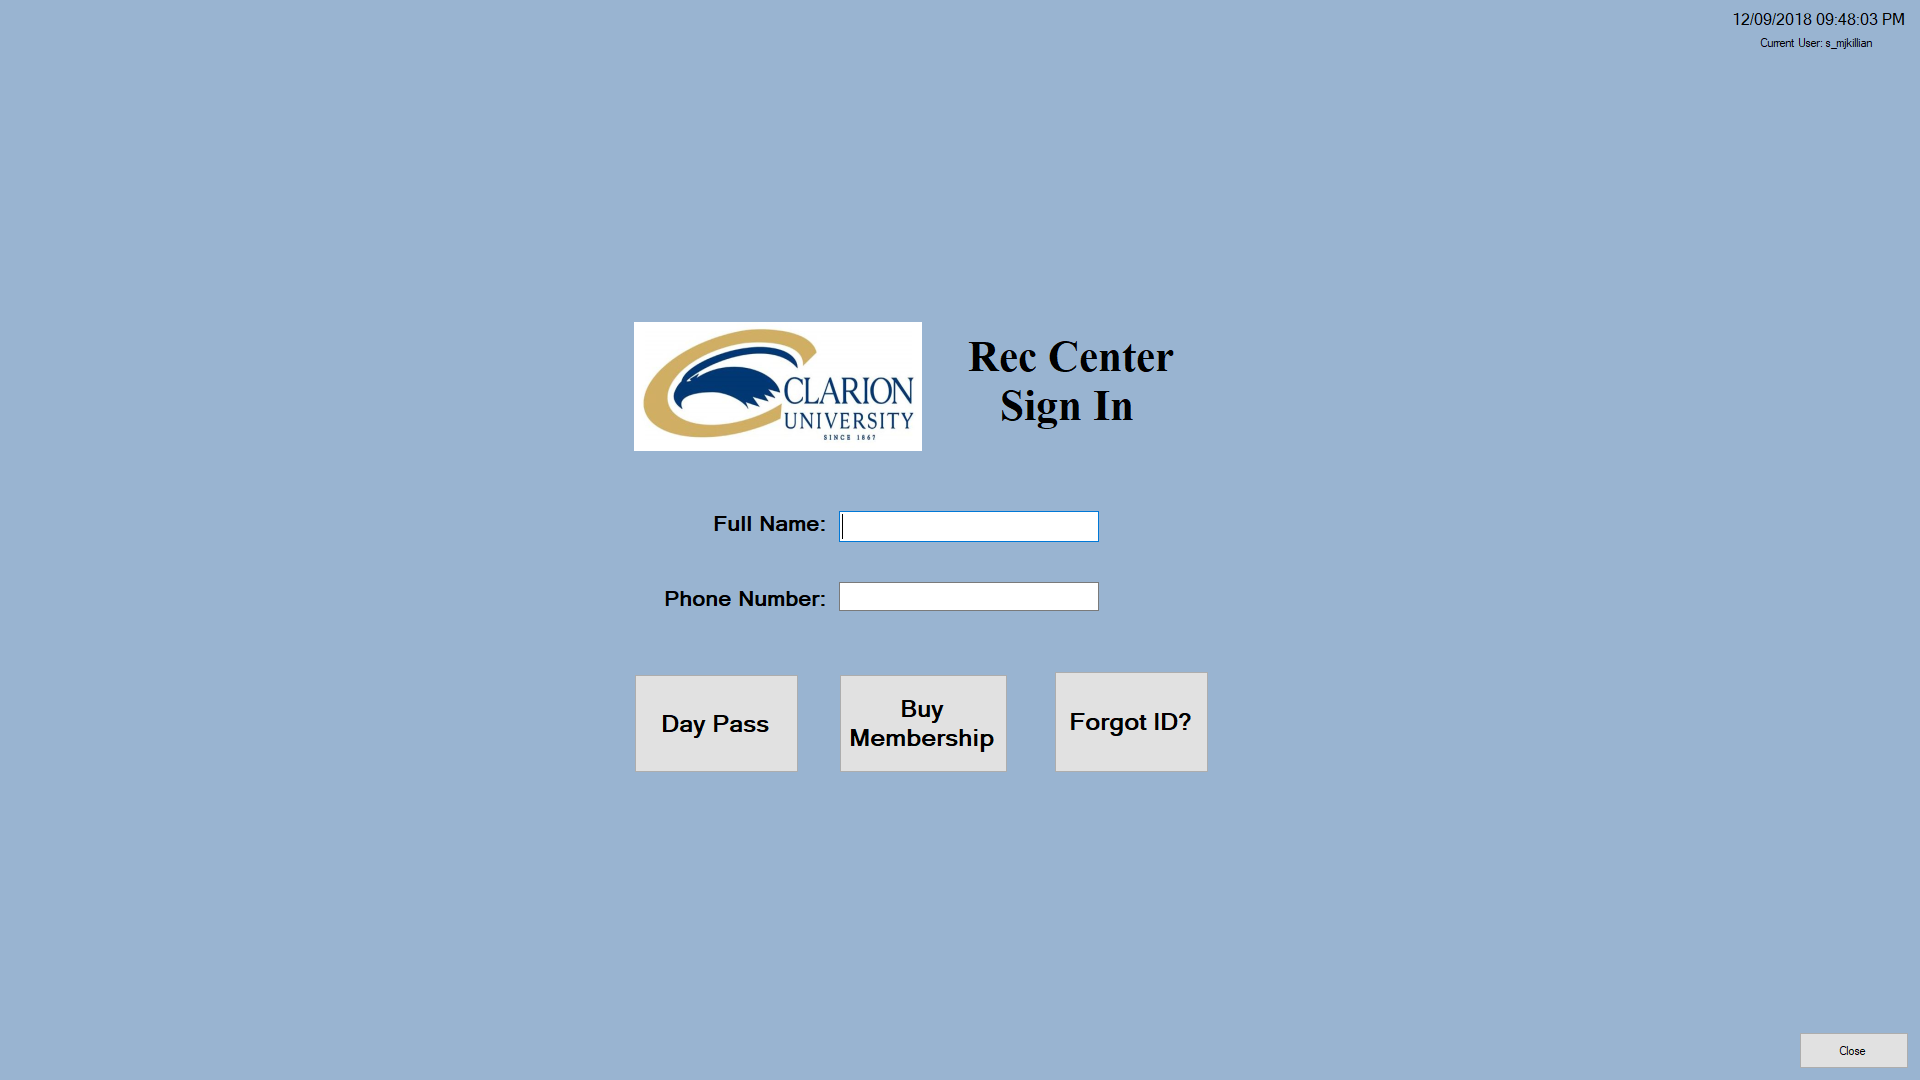 12/09/2018 09:48:03 PM
Current User: s_mjkillian
CLARION
UNIVERSITY
SINCE 1867
Rec Center
Sign In
Full Name:
Phone Number:
Day Pass
Buy
Membership
Forgot ID?
Close